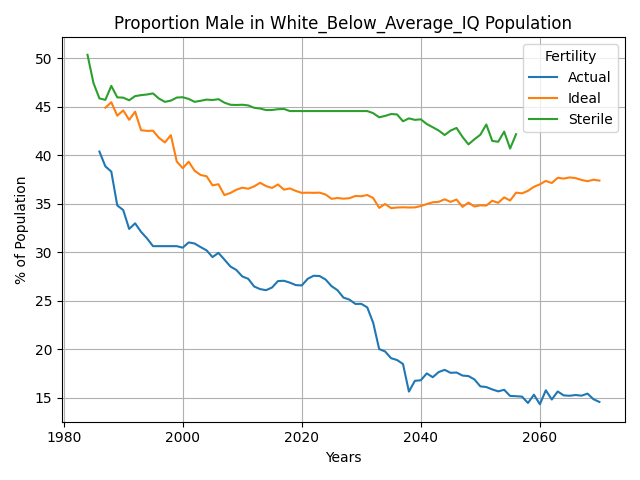 Proportion Male in White_Below_Average_IQ Population
% of Population
50
45
40
35
30
25
20
15
Fertility
Actual
Ideal
Sterile
1980
2000
2020
2040
2060
Years